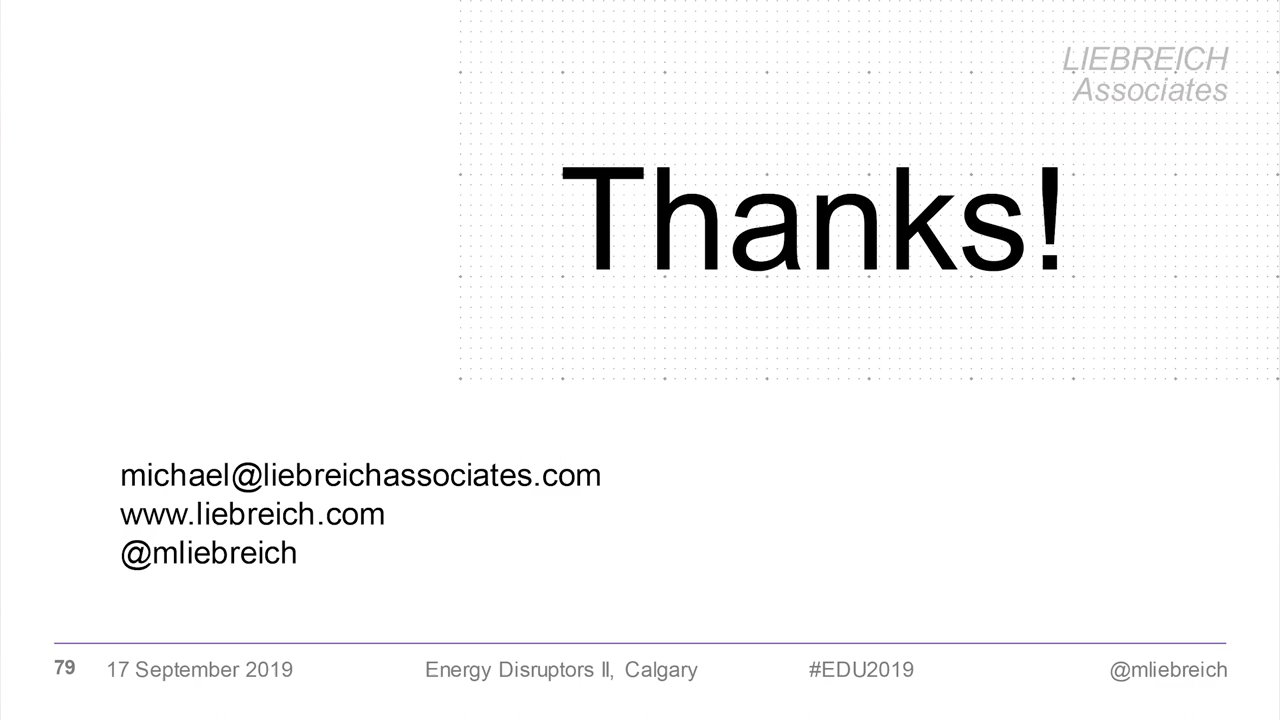 LIEBREICH
Associates
Thanks!
michael@liebreichassociates.com
www.liebreich.com
@mliebreich
79 17 September 2019 Energy Disruptors II, Calgary #EDU2019 @mliebreich